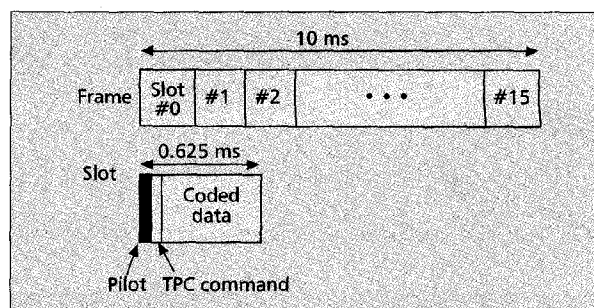 10 ms
Frame
Slot #0
#1
#2
• • •
#15
0.625 ms
Slot
Coded data
Pilot
TPC command